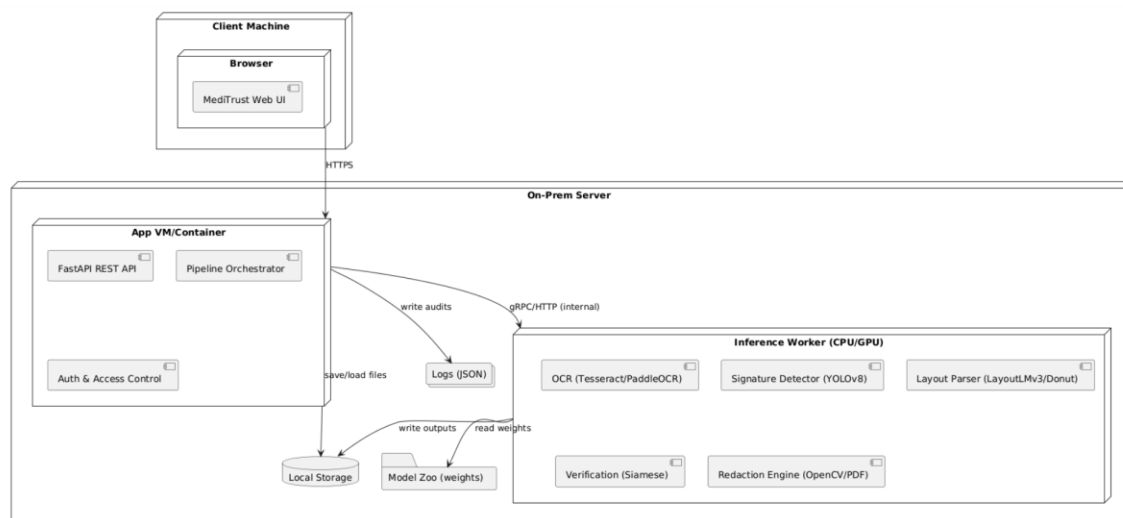 Client Machine
Browser
MediTrust Web UI
HTTPS
On-Prem Server
App VM/Container
FastAPI REST API
Pipeline Orchestrator
Auth & Access Control
write audits
gRPC/HTTP (internal)
save/load files
Logs (JSON)
Inference Worker (CPU/GPU)
OCR (Tesseract/PaddleOCR)
Signature Detector (YOLOv8)
Layout Parser (LayoutLMv3/Donut)
write outputs
read weights
Local Storage
Model Zoo (weights)
Verification (Siamese)
Redaction Engine (OpenCV/PDF)